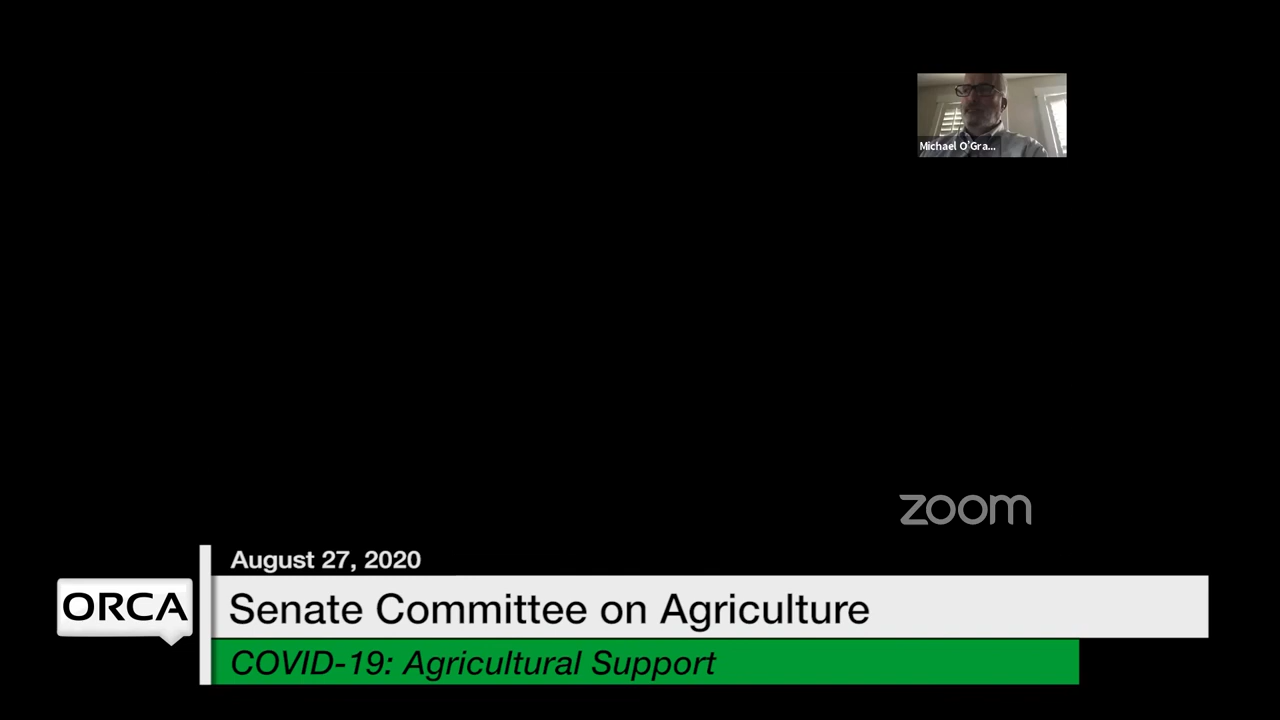 Michael O'Gra...
zoom
August 27, 2020
ORCA
Senate Committee on Agriculture
COVID-19: Agricultural Support